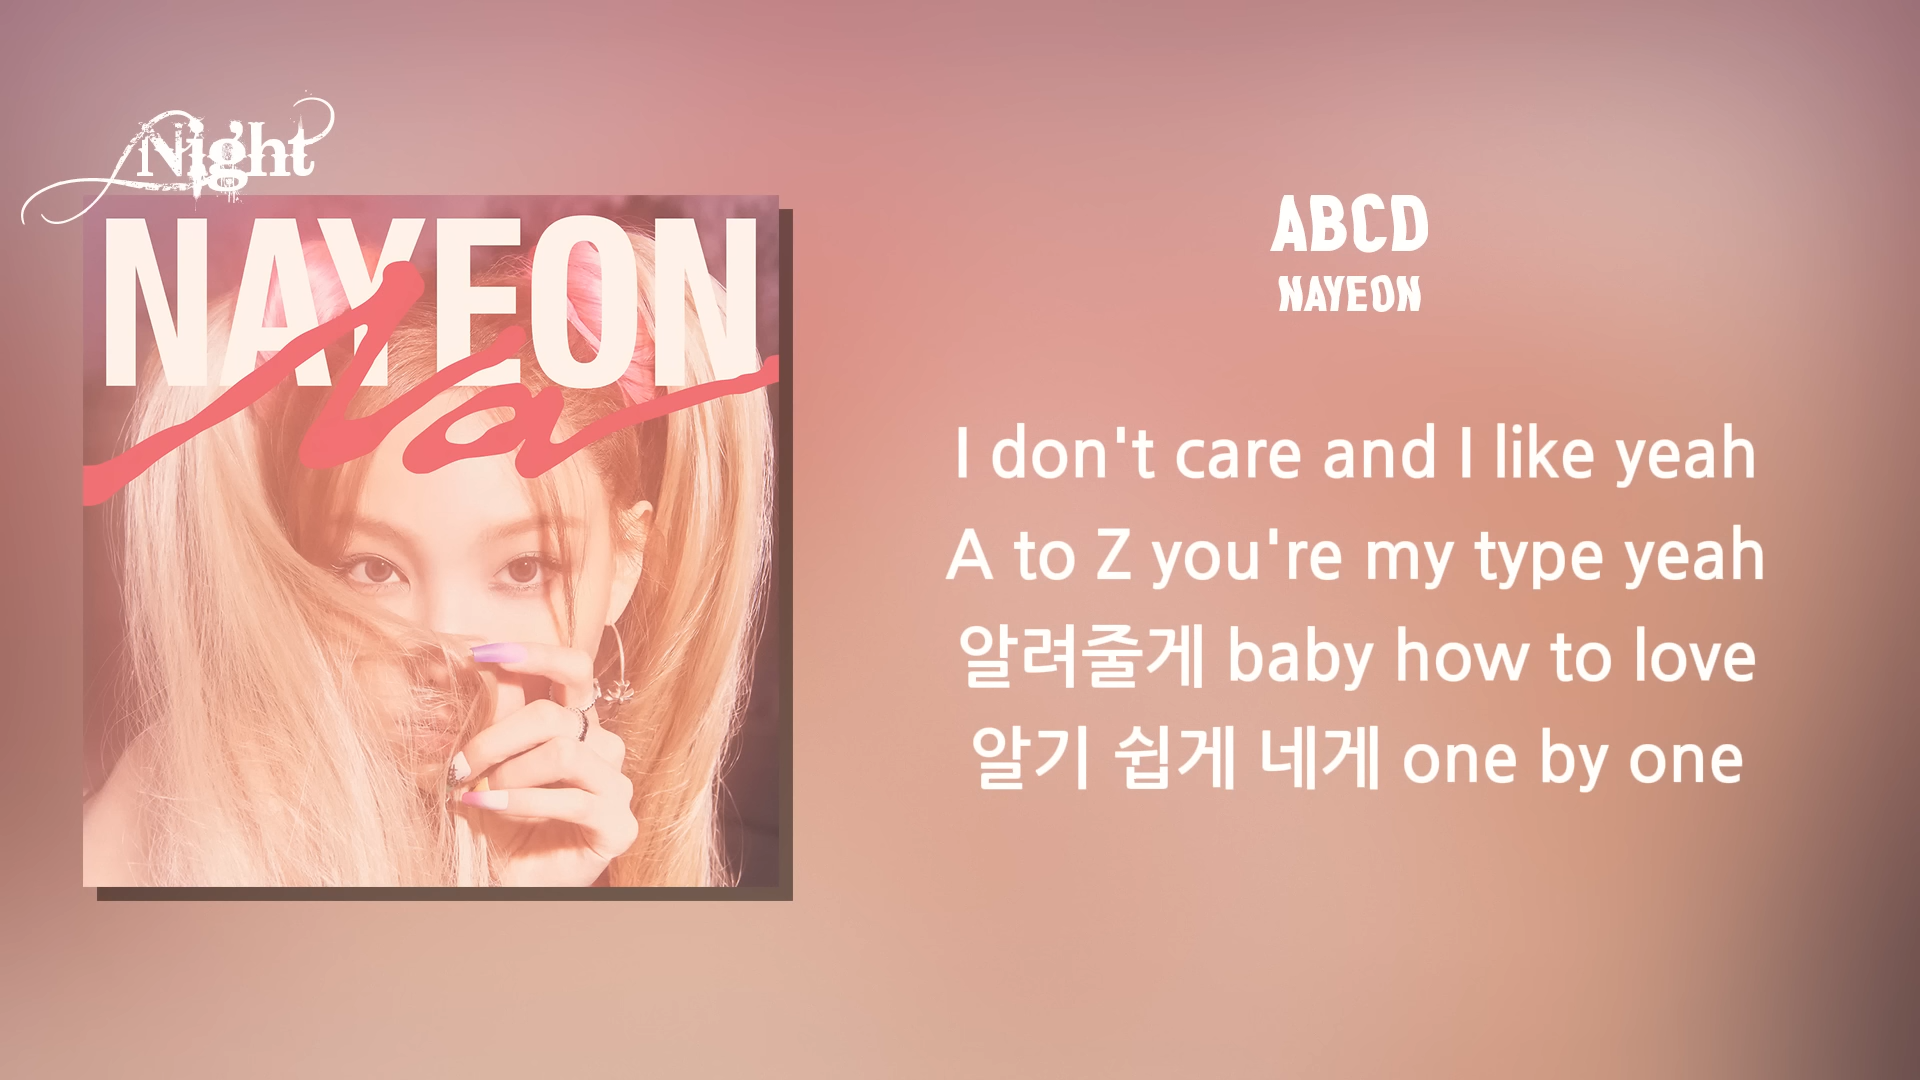 Night
NAYEON
Na
ABCD
NAYEON
I don't care and I like yeah
A to Z you're my type yeah
알려줄게 baby how to love
알기 쉽게 네게 one by one